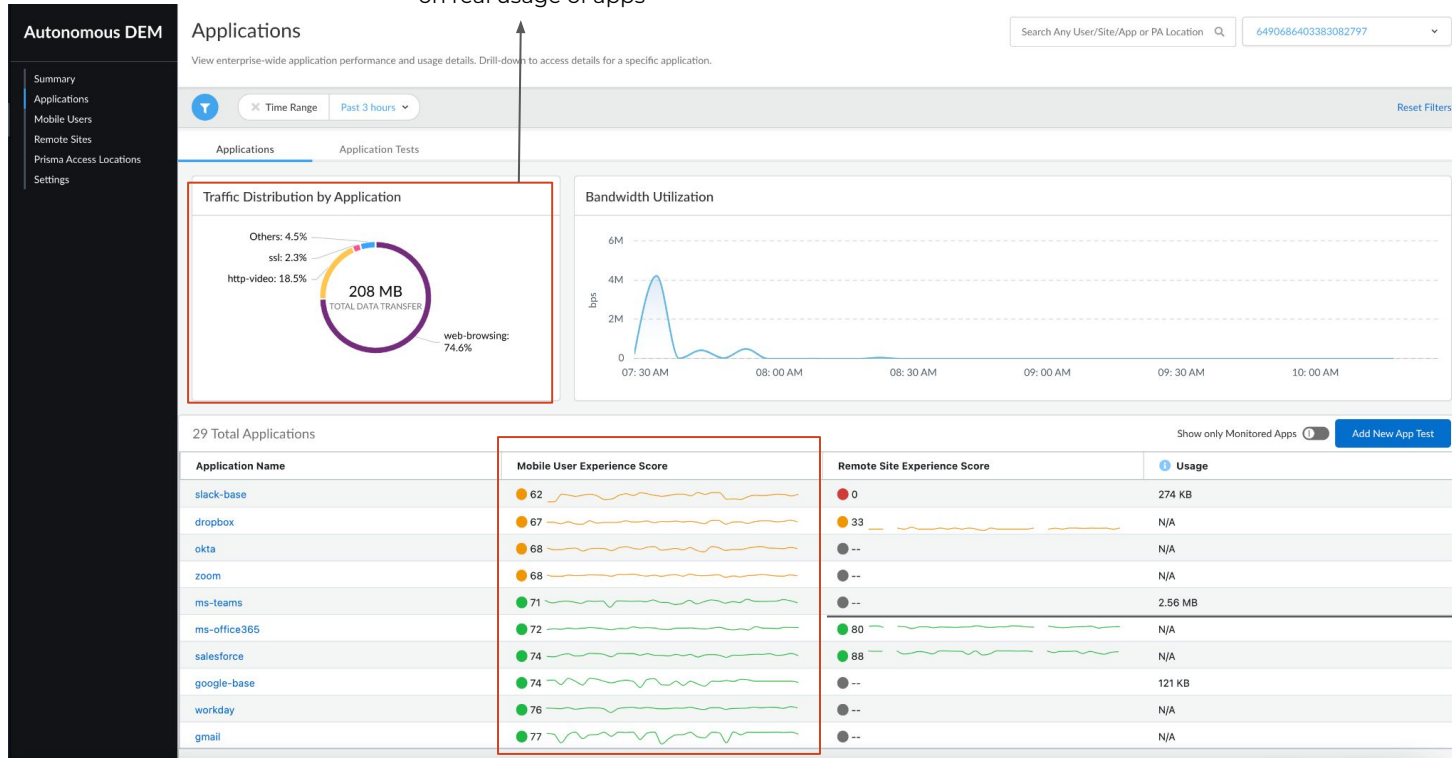 on real usage of apps
Autonomous DEM
Summary
Applications
Mobile Users
Remote Sites
Prisma Access Locations
Settings
Applications
View enterprise-wide application performance and usage details. Drill-down to access details for a specific application.
Search Any User/Site/App or PA Location
6490686403383082797
Time Range Past 3 hours
Reset Filters
Applications Application Tests
Traffic Distribution by Application
Others: 4.5%
ssl: 2.3%
http-video: 18.5%
208 MB
TOTAL DATA TRANSFER
web-browsing:
74.6%
Bandwidth Utilization
bps
6M
4M
2M
0
07: 30 AM 08: 00 AM 08: 30 AM 09: 00 AM 09: 30 AM 10: 00 AM
29 Total Applications
Show only Monitored Apps
Add New App Test
Application Name Mobile User Experience Score Remote Site Experience Score Usage
slack-base 62 0 274 KB
dropbox 67 33 N/A
okta 68 -- N/A
zoom 68 -- N/A
ms-teams 71 -- 2.56 MB
ms-office365 72 80 N/A
salesforce 74 88 N/A
google-base 74 -- 121 KB
workday 76 -- N/A
gmail 77 -- N/A